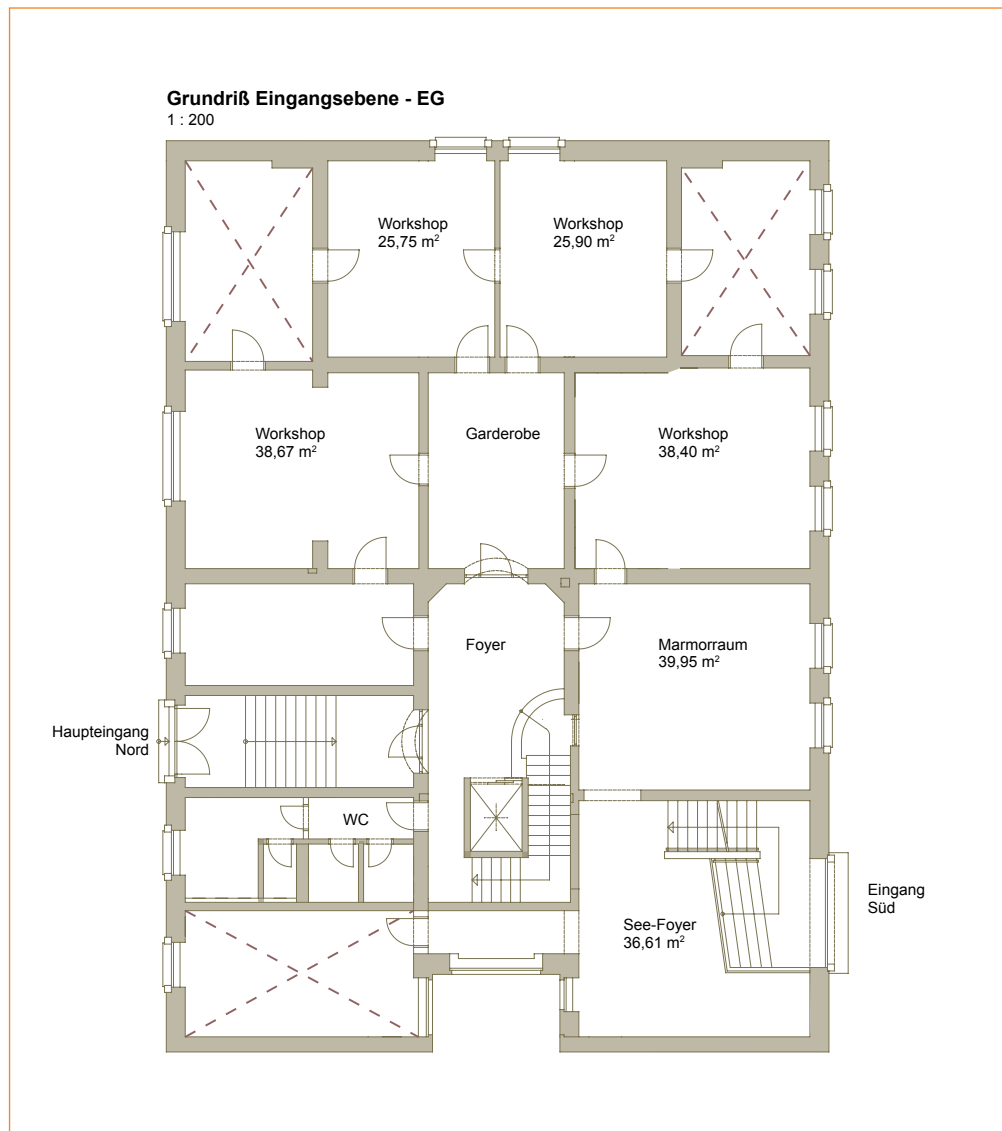 Grundriß Eingangsebene - EG
1 : 200
Workshop
25,75 m²
Workshop
25,90 m²
Workshop
38,67 m²
Garderobe
Workshop
38,40 m²
Foyer
Marmorraum
39,95 m²
Haupteingang
Nord
WC
See-Foyer
36,61 m²
Eingang
Süd